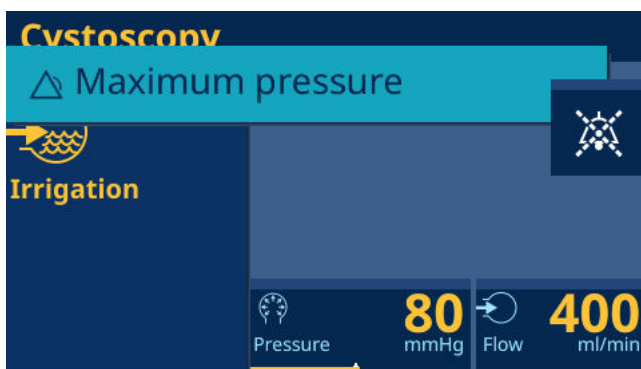 Cystoscopy
Maximum pressure
Irrigation
80
400
Pressure
mmHg
Flow
ml/min